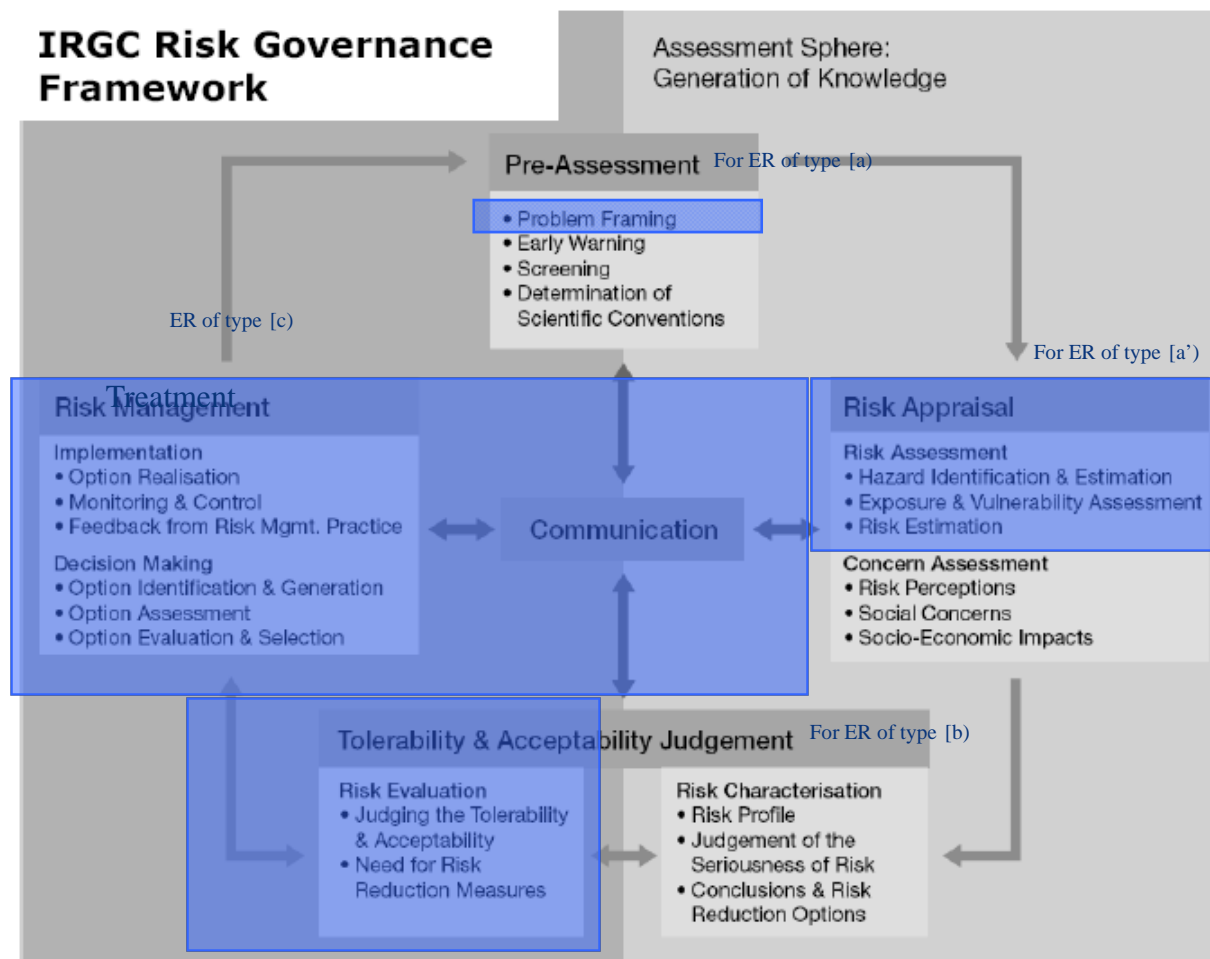 IRGC Risk Governance
Framework
Assessment Sphere:
Generation of Knowledge
Pre-Assessment
For ER of type [a)
• Problem Framing
• Early Warning
• Screening
• Determination of
Scientific Conventions
ER of type [c)
For ER of type [a')
Treatment
Risk Management
Implementation
• Option Realisation
• Monitoring & Control
• Feedback from Risk Mgmt. Practice
Decision Making
• Option Identification & Generation
• Option Assessment
• Option Evaluation & Selection
Communication
Risk Appraisal
Risk Assessment
• Hazard Identification & Estimation
• Exposure & Vulnerability Assessment
• Risk Estimation
Concern Assessment
• Risk Perceptions
• Social Concerns
• Socio-Economic Impacts
Tolerability & Acceptability Judgement
For ER of type [b)
Risk Evaluation
• Judging the Tolerability
& Acceptability
• Need for Risk
Reduction Measures
Risk Characterisation
• Risk Profile
• Judgement of the
Seriousness of Risk
• Conclusions & Risk
Reduction Options